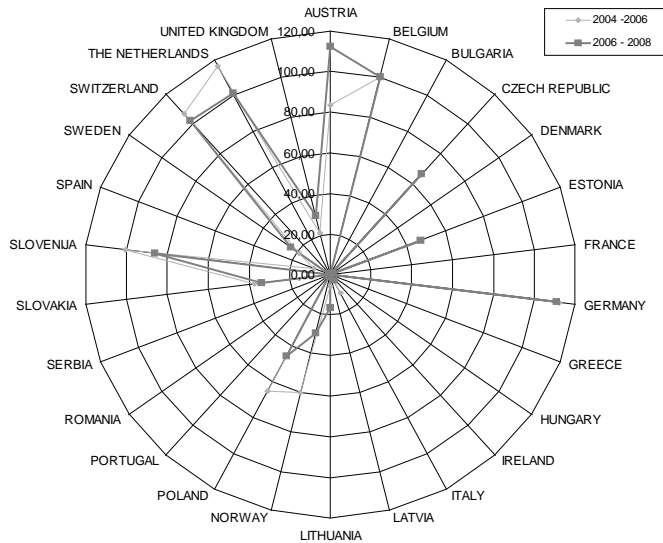 AUSTRIA
BELGIUM
BULGARIA
CZECH REPUBLIC
DENMARK
ESTONIA
FRANCE
GERMANY
GREECE
HUNGARY
IRELAND
ITALY
LATVIA
LITHUANIA
NORWAY
POLAND
PORTUGAL
ROMANIA
SERBIA
SLOVAKIA
SLOVENIJA
SPAIN
SWEDEN
SWITZERLAND
THE NETHERLANDS
UNITED KINGDOM
120,00
100,00
80,00
60,00
40,00
20,00
0,00
2004 -2006
2006 - 2008